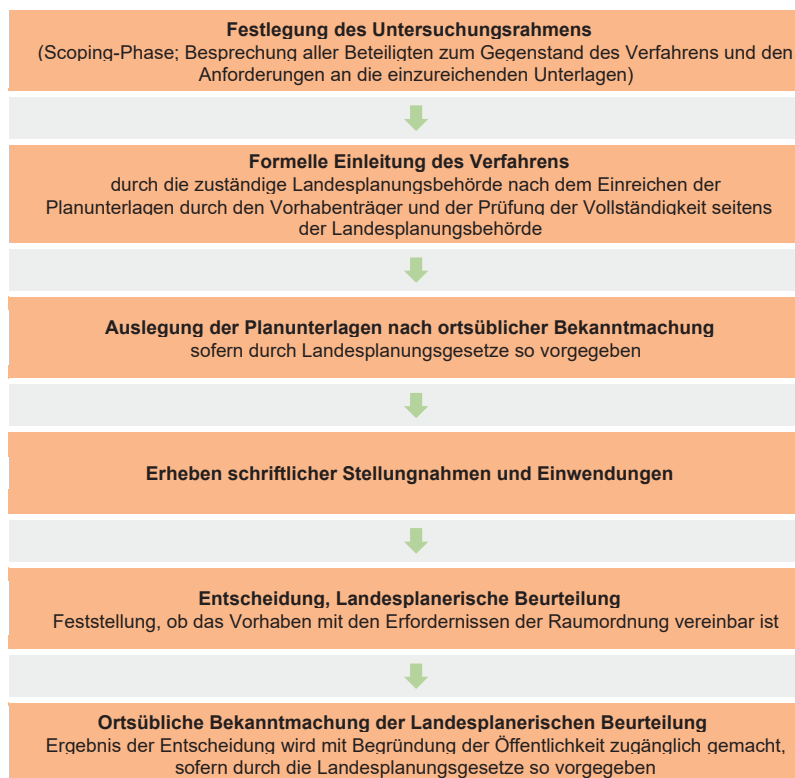 Festlegung des Untersuchungsrahmens
(Scoping-Phase; Besprechung aller Beteiligten zum Gegenstand des Verfahrens und den
Anforderungen an die einzureichenden Unterlagen)
Formelle Einleitung des Verfahrens
durch die zuständige Landesplanungsbehörde nach dem Einreichen der
Planunterlagen durch den Vorhabenträger und der Prüfung der Vollständigkeit seitens
der Landesplanungsbehörde
Auslegung der Planunterlagen nach ortsüblicher Bekanntmachung
sofern durch Landesplanungsgesetze so vorgegeben
Erheben schriftlicher Stellungnahmen und Einwendungen
Entscheidung, Landesplanerische Beurteilung
Feststellung, ob das Vorhaben mit den Erfordernissen der Raumordnung vereinbar ist
Ortsübliche Bekanntmachung der Landesplanerischen Beurteilung
Ergebnis der Entscheidung wird mit Begründung der Öffentlichkeit zugänglich gemacht,
sofern durch die Landesplanungsgesetze so vorgegeben